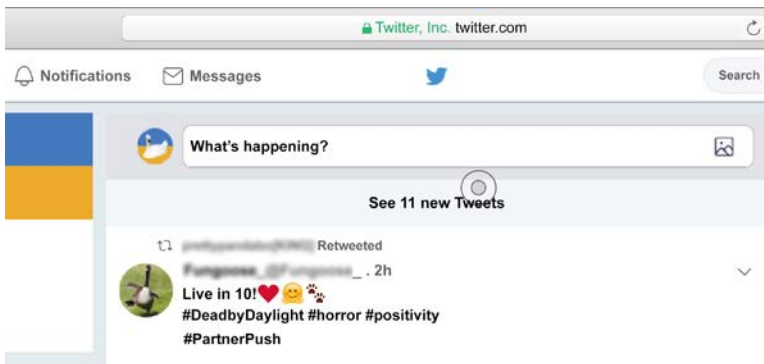 Twitter, Inc. twitter.com
Notifications Messages Search
What's happening?
See 11 new Tweets
Retweeted
. 2h
Live in 10!❤️🤗🐾
#DeadbyDaylight #horror #positivity
#PartnerPush